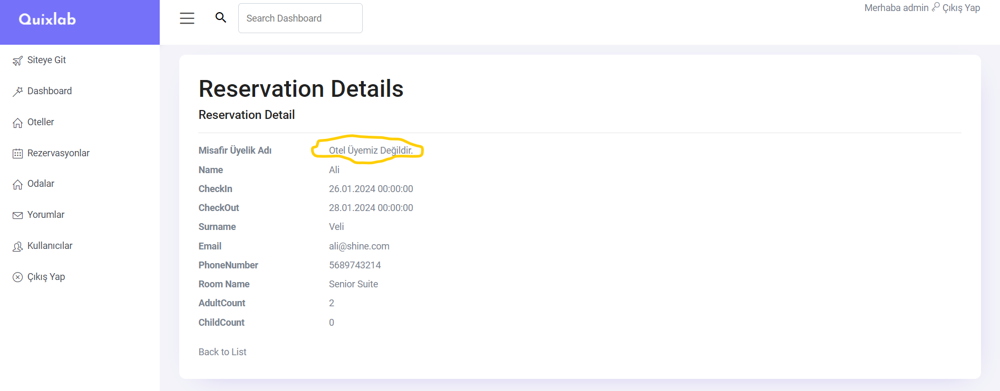 Quixlab
Search Dashboard
Merhaba admin Çıkış Yap
Siteye Git
Dashboard
Oteller
Rezervasyonlar
Odalar
Yorumlar
Kullanıcılar
Çıkış Yap
Reservation Details
Reservation Detail
Misafir Üyelik Adı Otel Üyemiz Değildir.
Name Ali
CheckIn 26.01.2024 00:00:00
CheckOut 28.01.2024 00:00:00
Surname Veli
Email ali@shine.com
PhoneNumber 5689743214
Room Name Senior Suite
AdultCount 2
ChildCount 0
Back to List